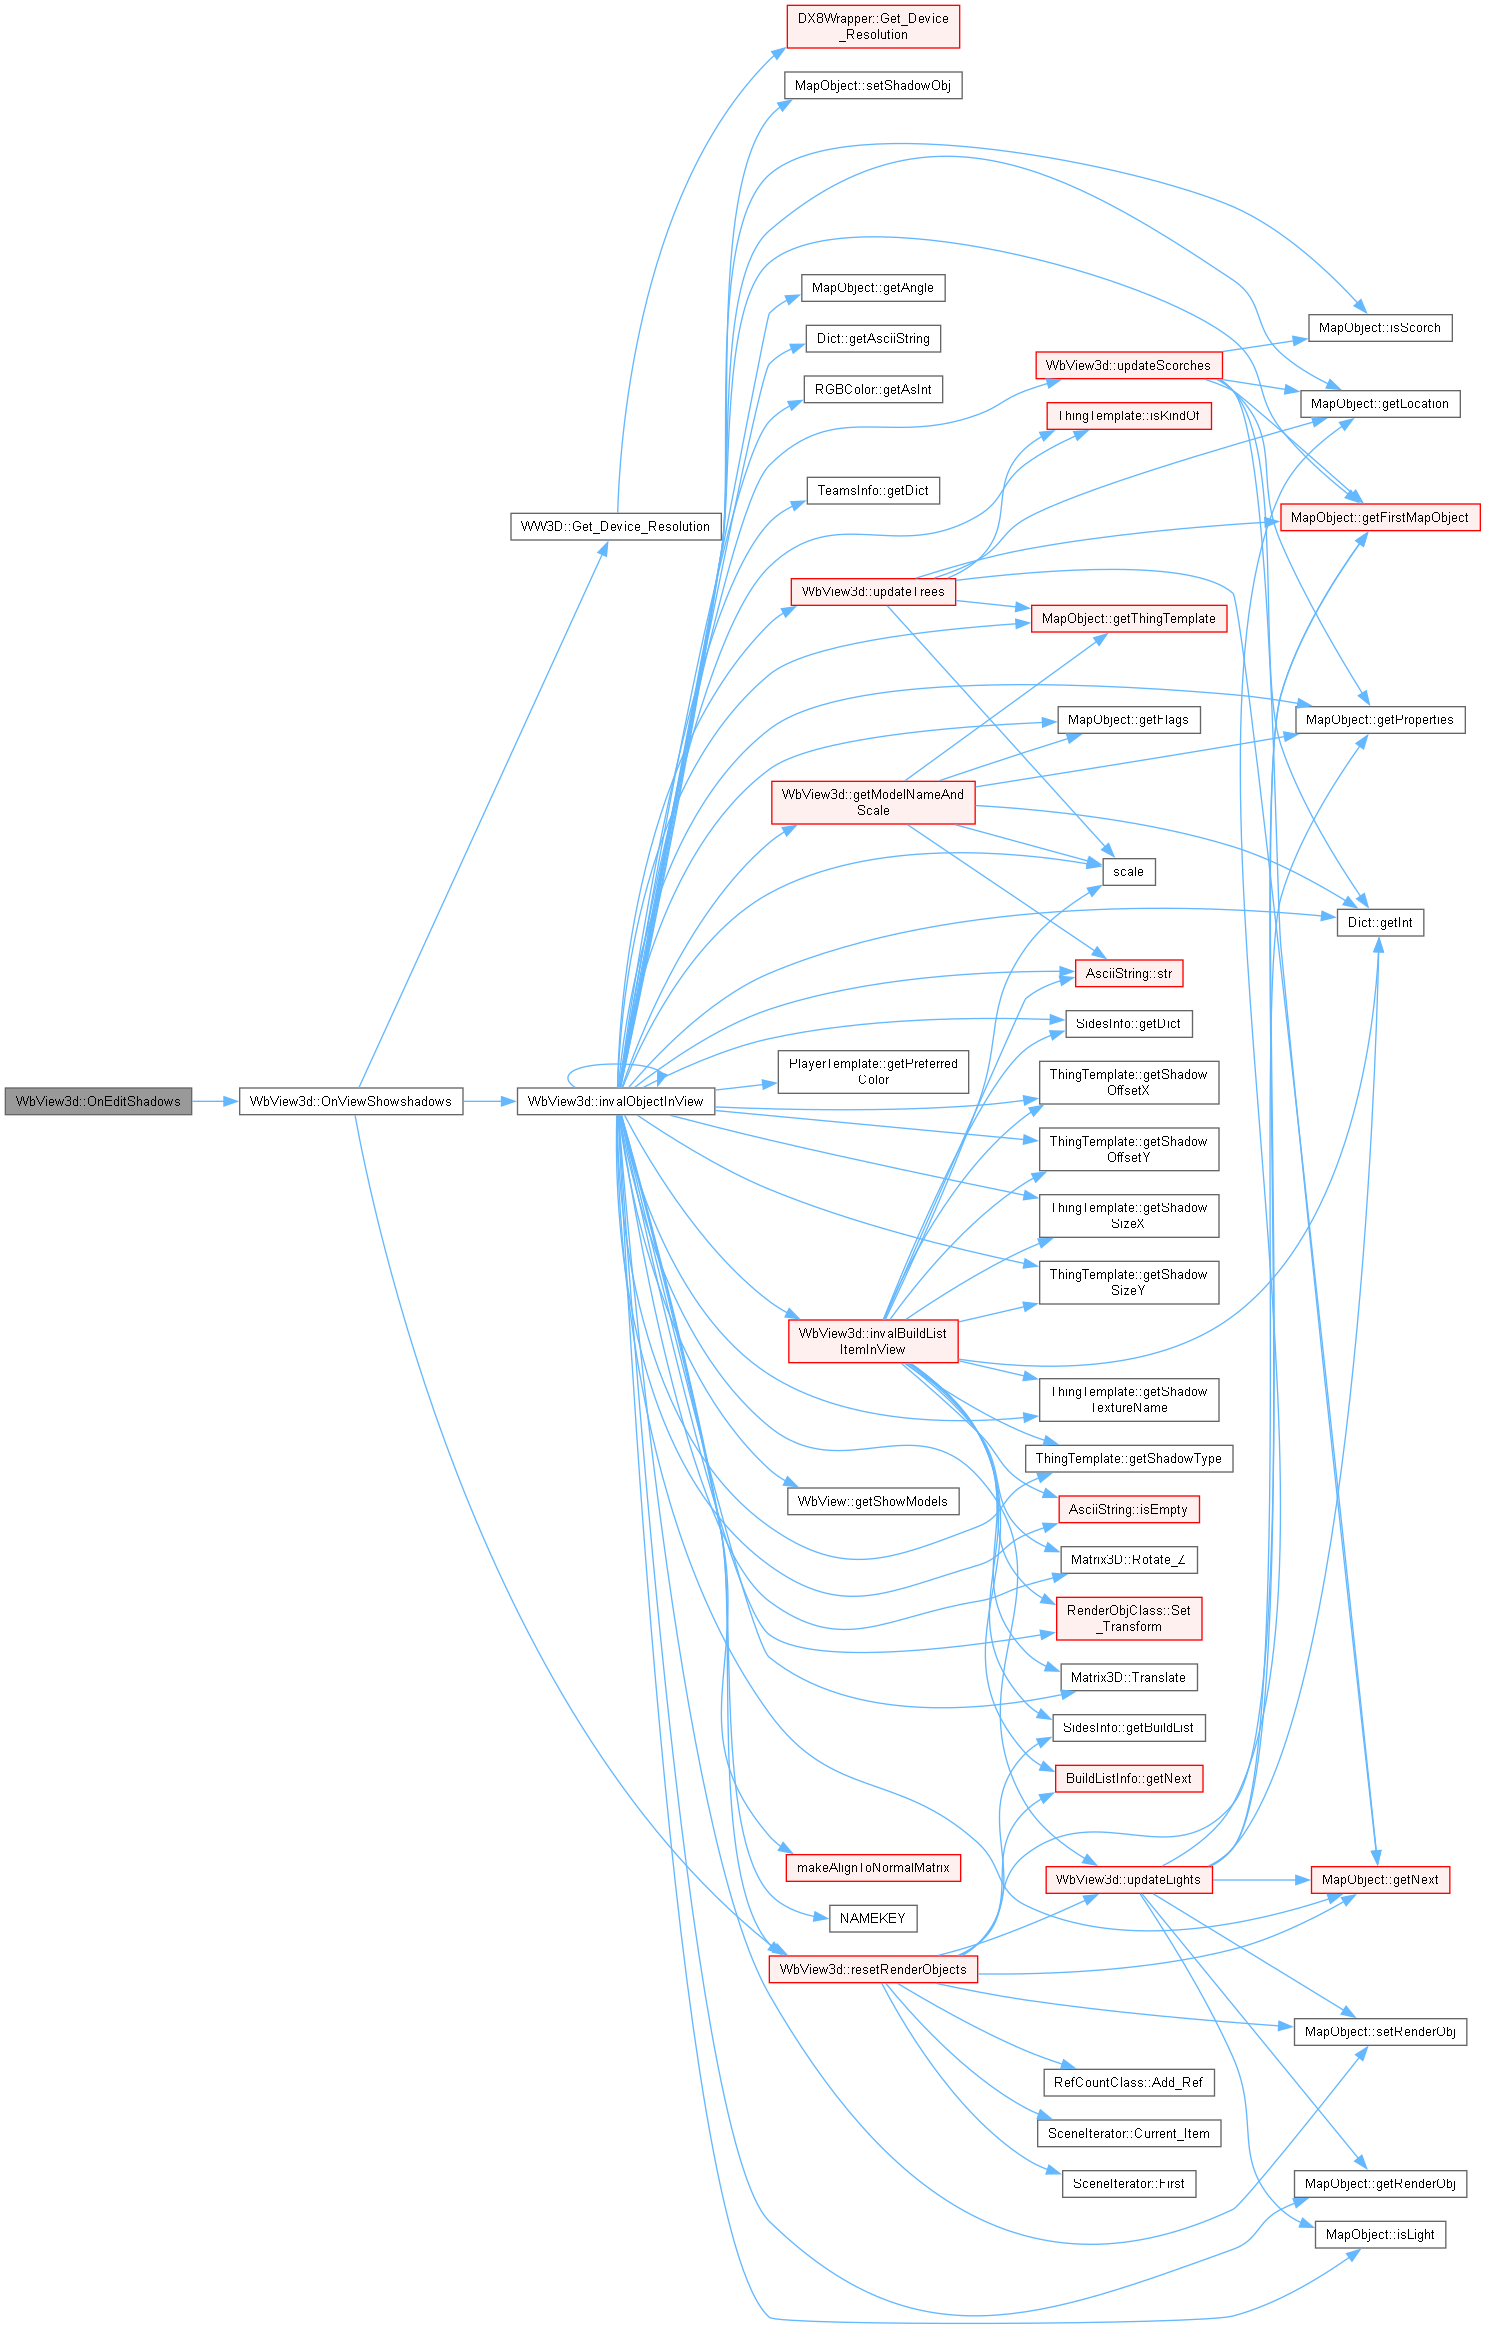 DX8Wrapper::Get_Device
_Resolution
MapObject::setShadowObj
MapObject::getAngle
MapObject::isScorch
Dict::getAsciiString
WbView3d::updateScorches
RGBColor::getAsInt
MapObject::getLocation
ThingTemplate::isKindOf
TeamsInfo::getDict
MapObject::getFirstMapObject
WW3D::Get_Device_Resolution
WbView3d::updateTrees
MapObject::getThingTemplate
MapObject::getFlags
MapObject::getProperties
WbView3d::getModelNameAnd
Scale
scale
Dict::getInt
AsciiString::str
SidesInfo::getDict
PlayerTemplate::getPreferred
Color
ThingTemplate::getShadow
OffsetX
WbView3d::OnEditShadows
WbView3d::OnViewShowshadows
WbView3d::invalObjectInView
ThingTemplate::getShadow
OffsetY
ThingTemplate::getShadow
SizeX
ThingTemplate::getShadow
SizeY
WbView3d::invalBuildList
ItemInView
ThingTemplate::getShadow
TextureName
ThingTemplate::getShadowType
WbView::getShowModels
AsciiString::isEmpty
Matrix3D::Rotate_Z
RenderObjClass::Set
_Transform
Matrix3D::Translate
SidesInfo::getBuildList
BuildListInfo::getNext
makeAlignToNormalMatrix
WbView3d::updateLights
MapObject::getNext
NAMEKEY
WbView3d::resetRenderObjects
MapObject::setRenderObj
RefCountClass::Add_Ref
SceneIterator::Current_Item
SceneIterator::First
MapObject::getRenderObj
MapObject::isLight